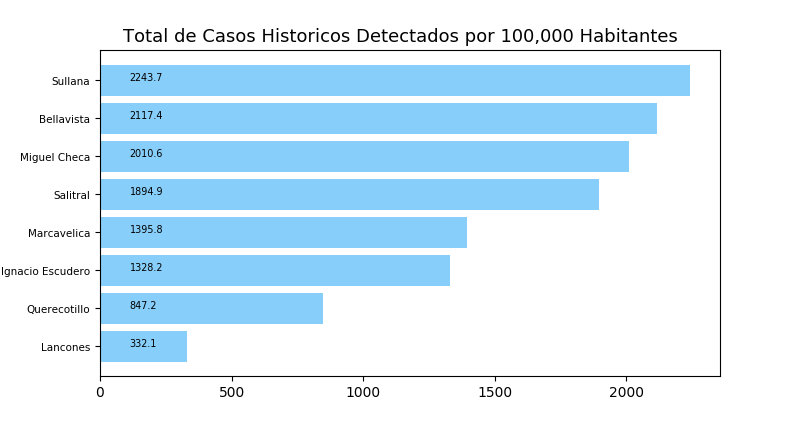 Total de Casos Historicos Detectados por 100,000 Habitantes
Sullana 2243.7
Bellavista 2117.4
Miguel Checa 2010.6
Salitral 1894.9
Marcavelica 1395.8
Ignacio Escudero 1328.2
Querecotillo 847.2
Lancones 332.1
0 500 1000 1500 2000